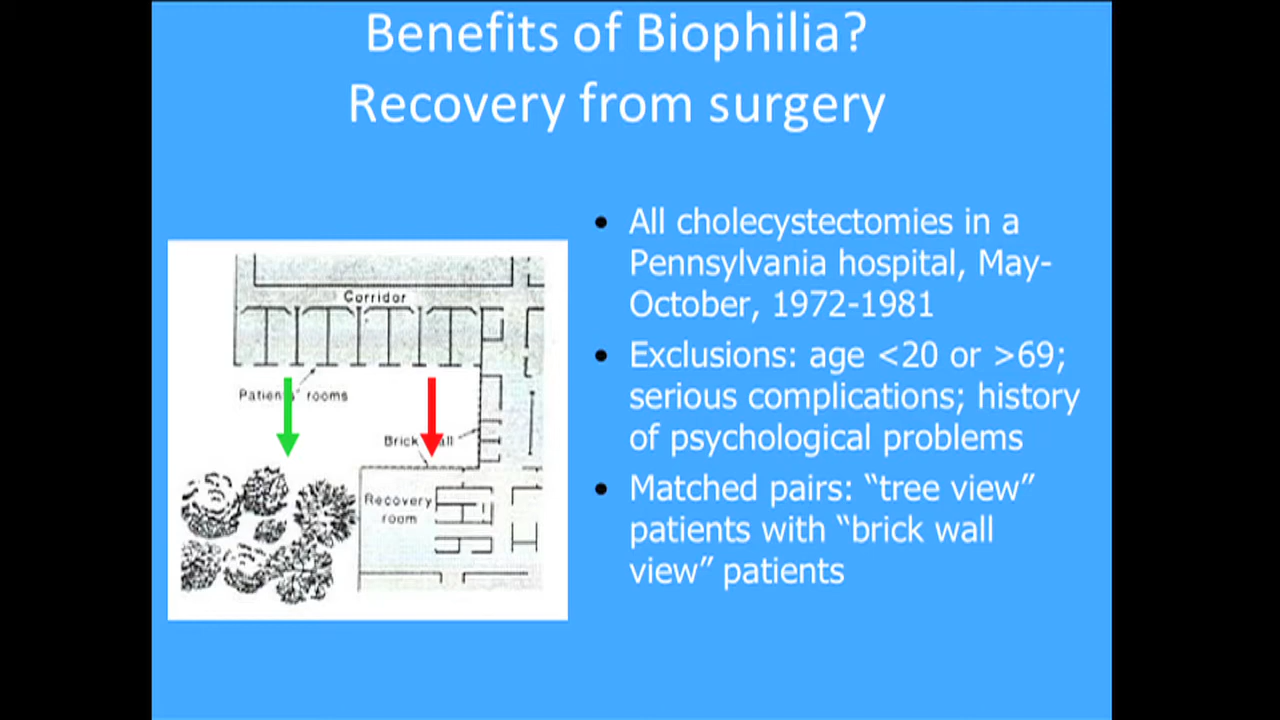 Benefits of Biophilia?
Recovery from surgery
Corridor
Patients' rooms
Brick wall
Recovery
room
• All cholecystectomies in a
Pennsylvania hospital, May-
October, 1972-1981
• Exclusions: age <20 or >69;
serious complications; history
of psychological problems
• Matched pairs: “tree view”
patients with “brick wall
view” patients